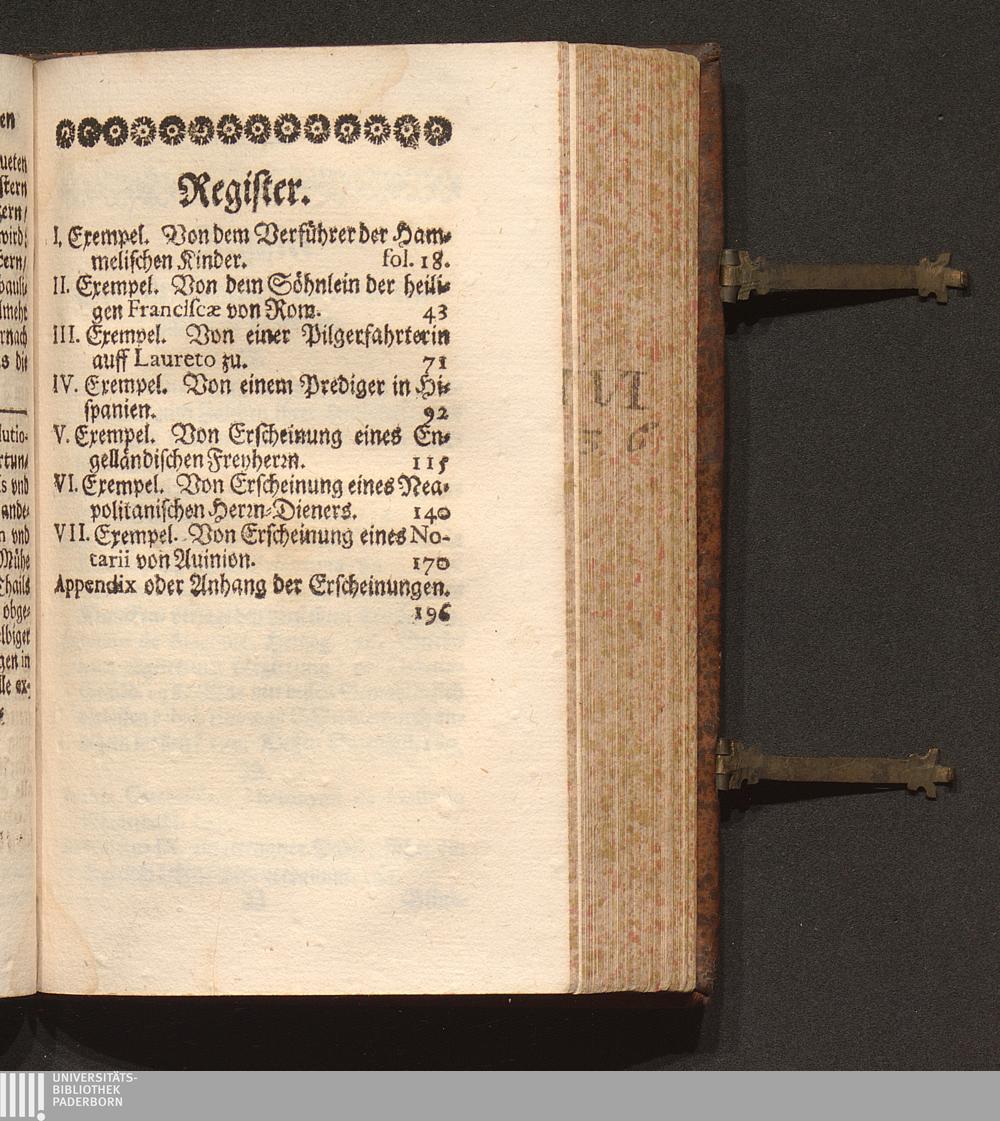 Register.
I. Exempel. Von dem Verführer der Ham⸗
melischen Kinder. fol. 18.
II. Exempel. Von dem Söhnlein der heili⸗
gen Franciscæ von Rom. 43
III. Exempel. Von einer Pilgerfahrterin
auff Laureto zu. 71
IV. Exempel. Von einem Prediger in Hi⸗
spanien. 92
V. Exempel. Von Erscheinung eines En⸗
gelländischen Freyherrn. 115
VI. Exempel. Von Erscheinung eines Nea⸗
politanischen Herrn⸗Dieners. 140
VII. Exempel. Von Erscheinung eines No-
tarii von Auinion. 170
Appendix oder Anhang der Erscheinungen.
196
UNIVERSITÄTS-
BIBLIOTHEK
PADERBORN